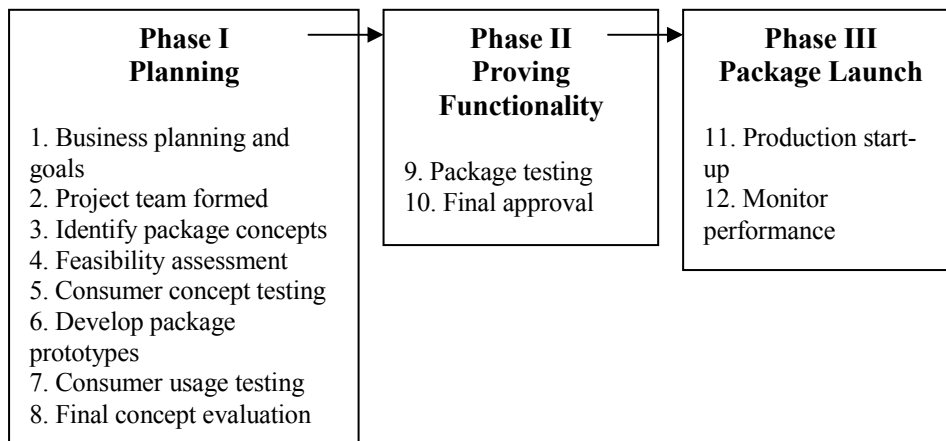 Phase I
Planning
1. Business planning and
goals
2. Project team formed
3. Identify package concepts
4. Feasibility assessment
5. Consumer concept testing
6. Develop package
prototypes
7. Consumer usage testing
8. Final concept evaluation
Phase II
Proving
Functionality
9. Package testing
10. Final approval
Phase III
Package Launch
11. Production start-
up
12. Monitor
performance